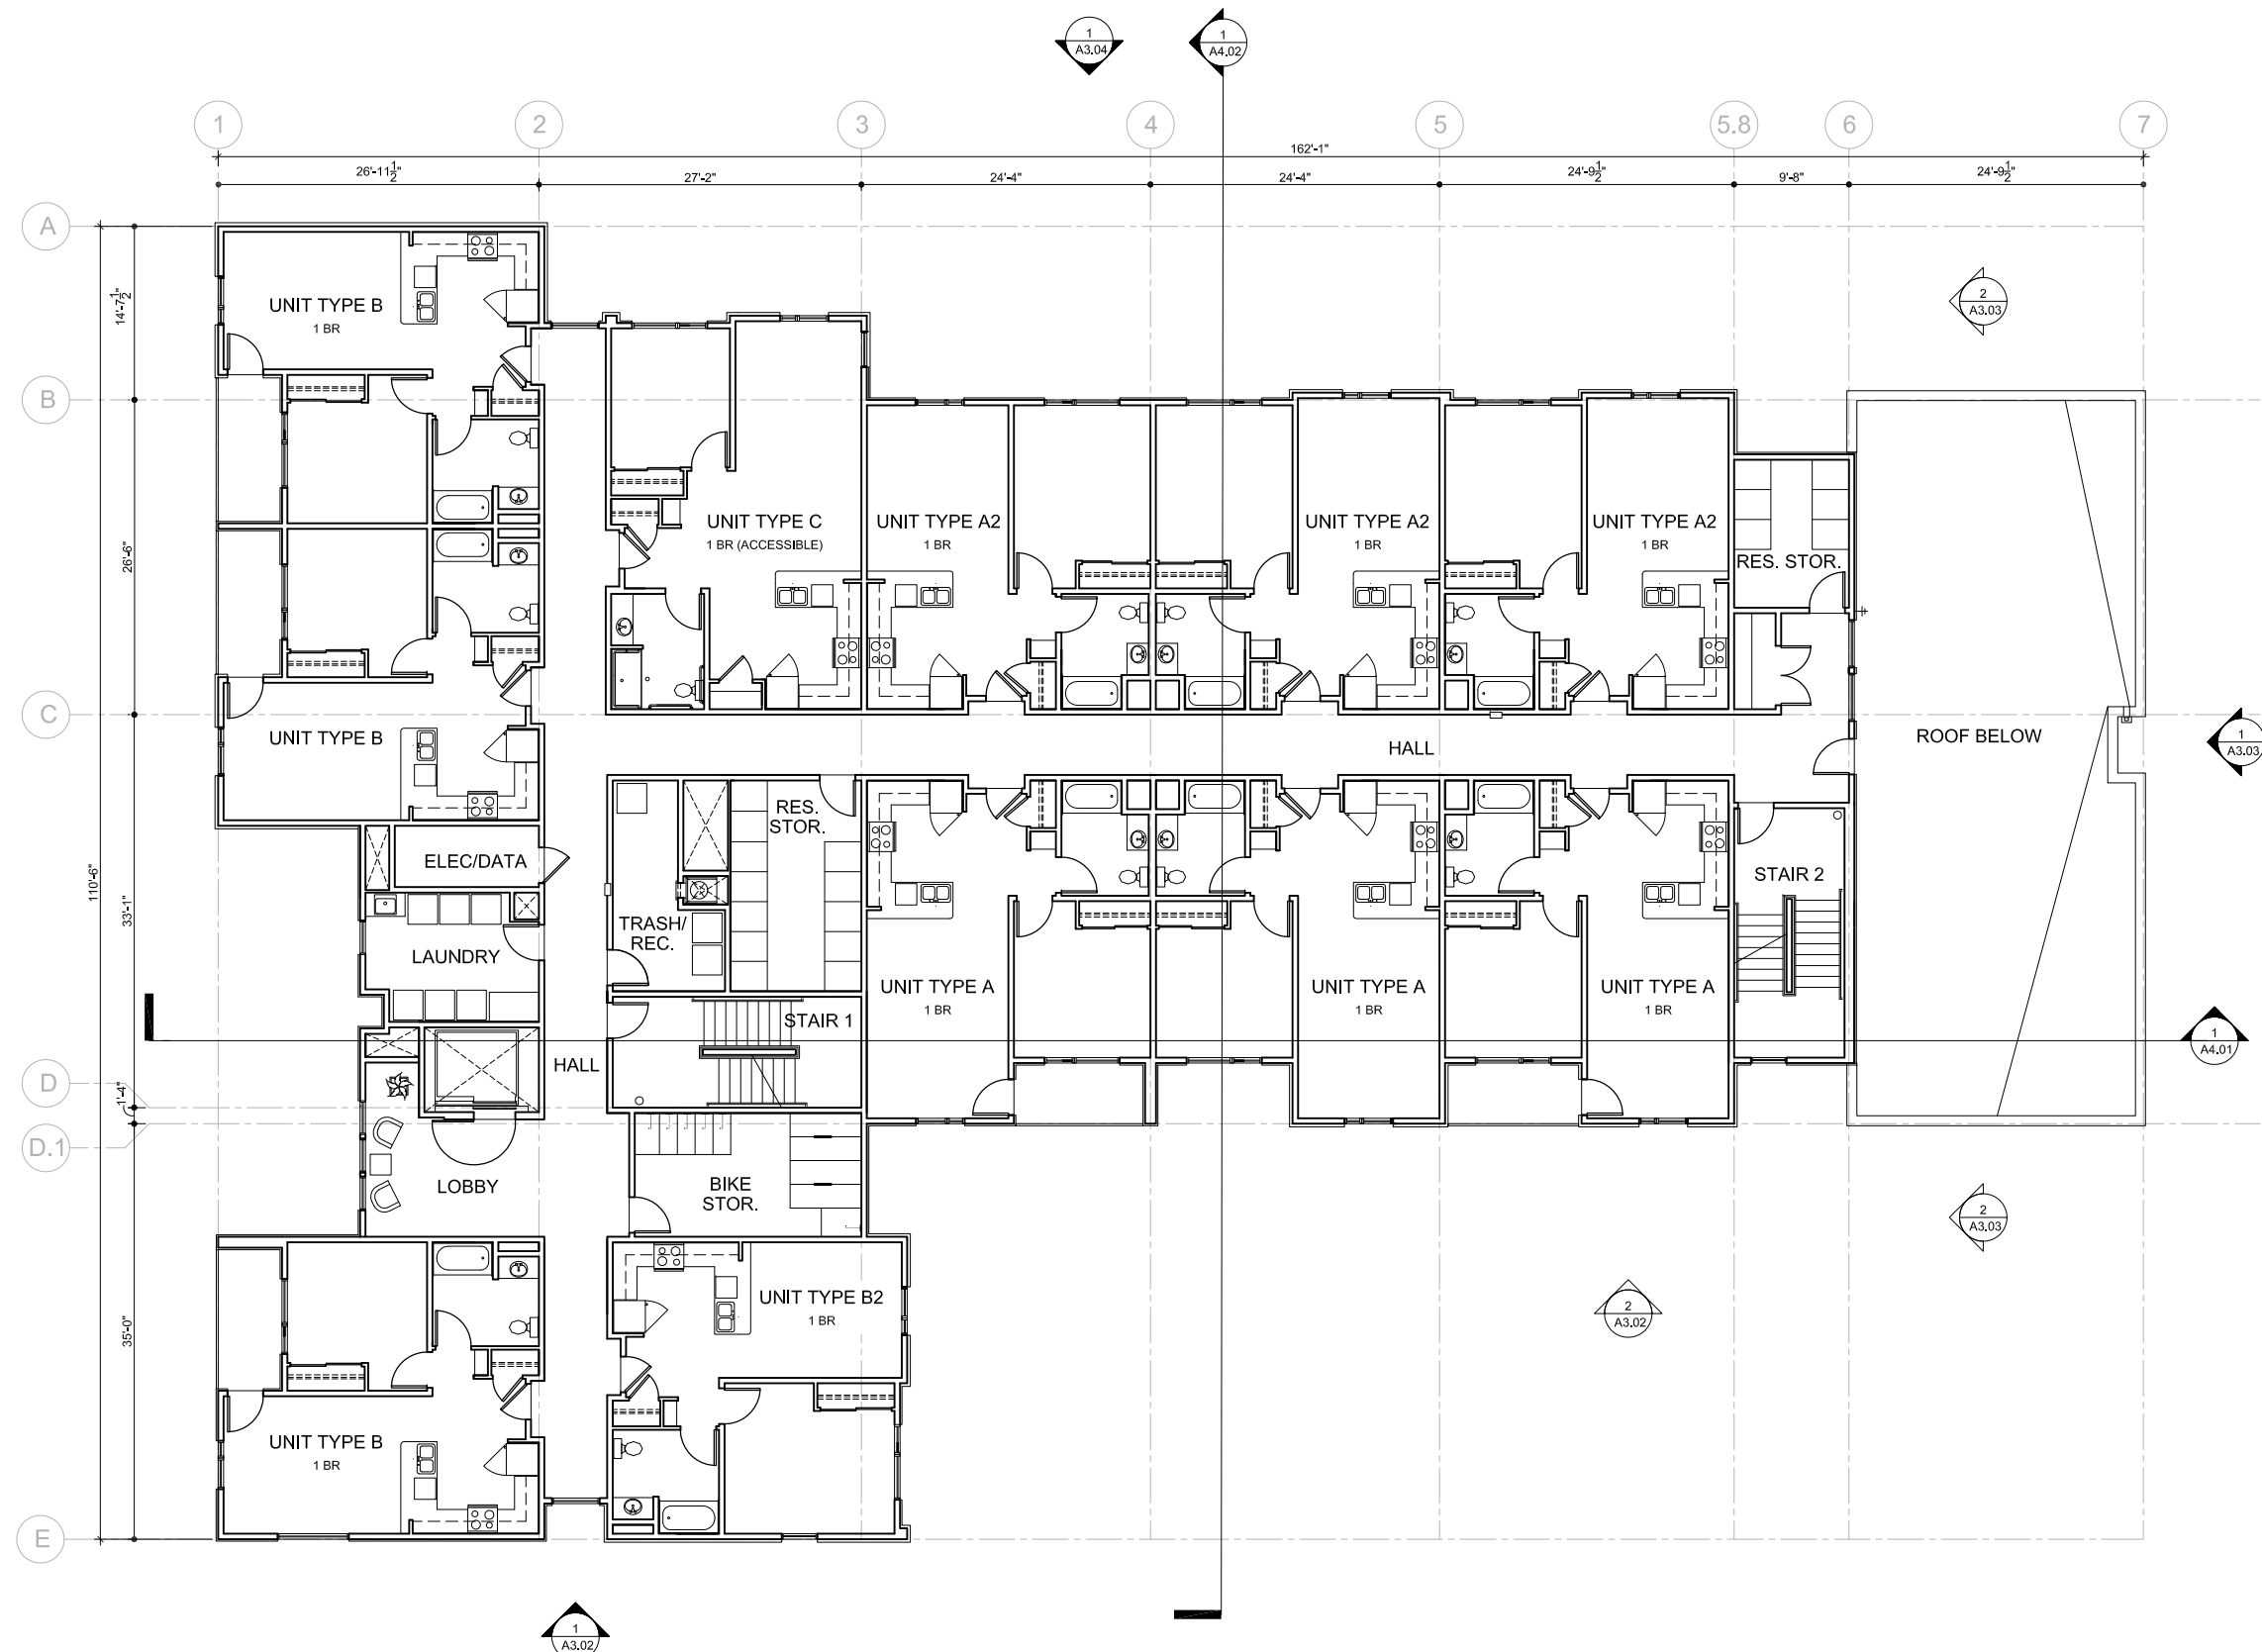 1
A3.04
1
A4.02
1
2
3
4
5
5.8
6
7
162'-1"
26'-11 1/2"
27'-2"
24'-4"
24'-4"
24'-9 1/2"
9'-8"
24'-9 1/2"
A
B
C
D
D.1
E
14'-7 1/2"
26'-6"
110'-6"
33'-1"
1'-4"
35'-0"
UNIT TYPE B
1 BR
2
A3.03
UNIT TYPE C
1 BR (ACCESSIBLE)
UNIT TYPE A2
1 BR
UNIT TYPE A2
1 BR
UNIT TYPE A2
1 BR
RES. STOR.
UNIT TYPE B
HALL
ROOF BELOW
1
A3.03
RES.
STOR.
ELEC/DATA
STAIR 2
TRASH/
REC.
LAUNDRY
UNIT TYPE A
1 BR
UNIT TYPE A
1 BR
UNIT TYPE A
1 BR
STAIR 1
HALL
1
A4.01
LOBBY
BIKE
STOR.
2
A3.03
UNIT TYPE B2
1 BR
2
A3.02
UNIT TYPE B
1 BR
1
A3.02